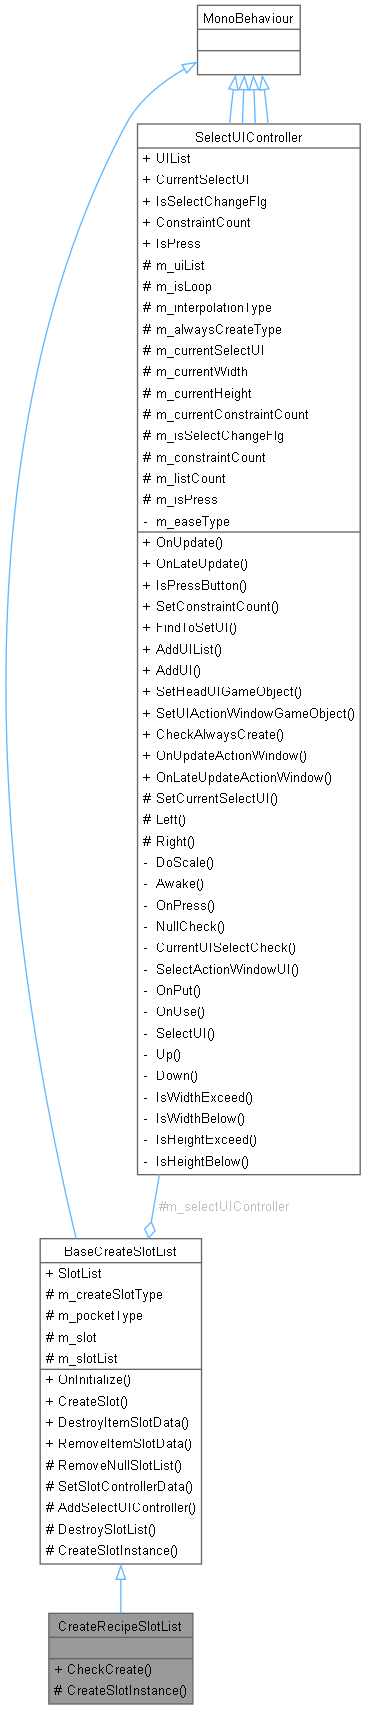 MonoBehaviour
SelectUIController
+ UIList
+ CurrentSelectUI
+ IsSelectChangeFlg
+ ConstraintCount
+ IsPress
# m_uiList
# m_isLoop
# m_interpolationType
# m_alwaysCreateType
# m_currentSelectUI
# m_currentWidth
# m_currentHeight
# m_currentConstraintCount
# m_isSelectChangeFlg
# m_constraintCount
# m_listCount
# m_isPress
- m_easeType
+ OnUpdate()
+ OnLateUpdate()
+ IsPressButton()
+ SetConstraintCount()
+ FindToSetUI()
+ AddUIList()
+ AddUI()
+ SetHeadUIGameObject()
+ SetUIActionWindowGameObject()
+ CheckAlwaysCreate()
+ OnUpdateActionWindow()
+ OnLateUpdateActionWindow()
# SetCurrentSelectUI()
# Left()
# Right()
- DoScale()
- Awake()
- OnPress()
- NullCheck()
- CurrentUISelectCheck()
- SelectActionWindowUI()
- OnPut()
- OnUse()
- SelectUI()
- Up()
- Down()
- IsWidthExceed()
- IsWidthBelow()
- IsHeightExceed()
- IsHeightBelow()
#m_selectUIController
BaseCreateSlotList
+ SlotList
# m_createSlotType
# m_pocketType
# m_slot
# m_slotList
+ OnInitialize()
+ CreateSlot()
+ DestroyItemSlotData()
+ RemoveItemSlotData()
# RemoveNullSlotList()
# SetSlotControllerData()
# AddSelectUIController()
# DestroySlotList()
# CreateSlotInstance()
CreateRecipeSlotList
+ CheckCreate()
# CreateSlotInstance()